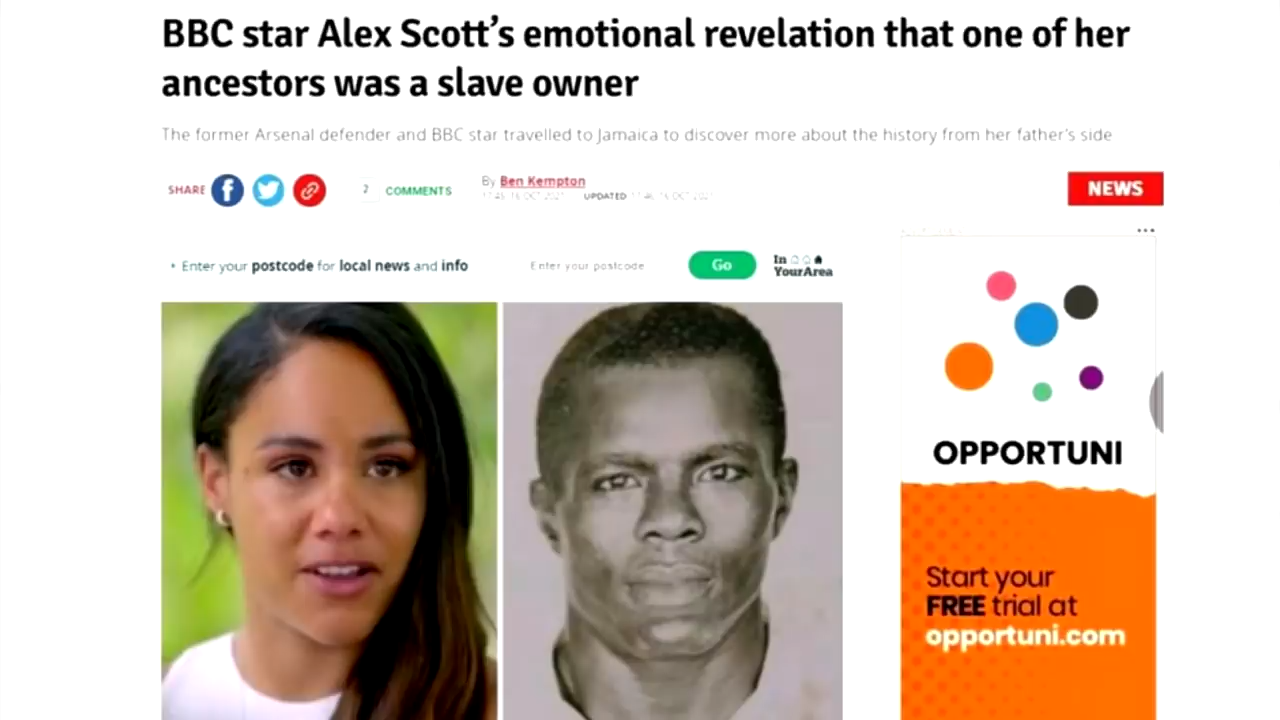 BBC star Alex Scott’s emotional revelation that one of her
ancestors was a slave owner
The former Arsenal defender and BBC star travelled to Jamaica to discover more about the history from her father's side
SHARE
2 COMMENTS
By Ben Kempton
UPDATED
NEWS
• Enter your postcode for local news and info
Enter your postcode
Go
In
YourArea
OPPORTUNI
Start your
FREE trial at
opportuni.com